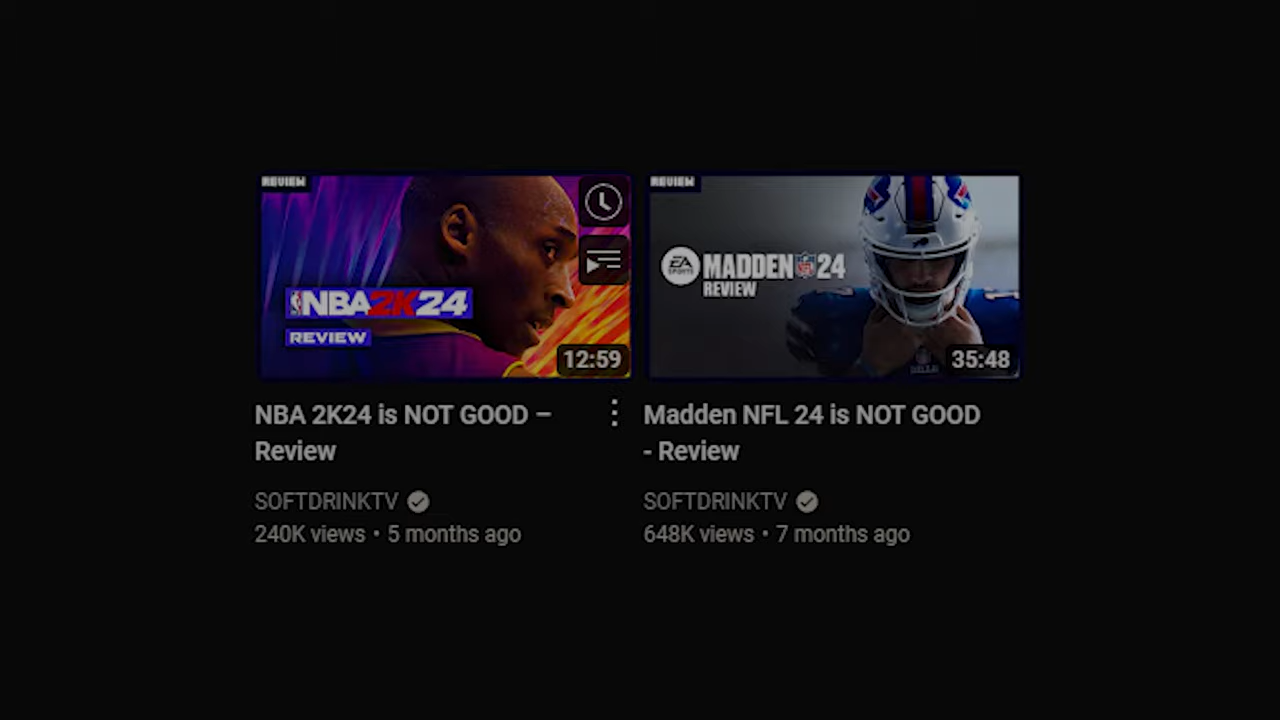 REVIEW
NBA2K24
REVIEW
12:59
NBA 2K24 is NOT GOOD –
Review
SOFTDRINKTV
240K views • 5 months ago
REVIEW
EA
SPORTS
MADDEN NFL 24
REVIEW
35:48
Madden NFL 24 is NOT GOOD
- Review
SOFTDRINKTV
648K views • 7 months ago